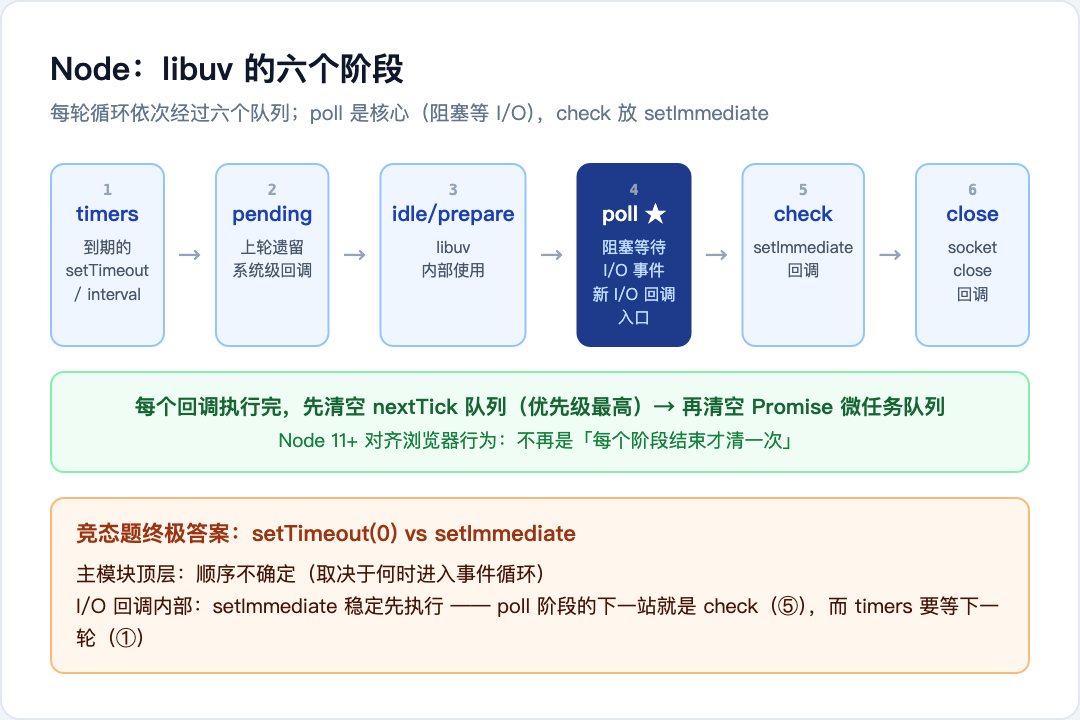 Node：libuv 的六个阶段
每轮循环依次经过六个队列；poll 是核心（阻塞等 I/O），check 放 setImmediate
1
timers
到期的
setTimeout
/ interval
→
2
pending
上轮遗留
系统级回调
→
3
idle/prepare
libuv
内部使用
→
4
poll ★
阻塞等待
I/O 事件
新 I/O 回调
入口
→
5
check
setImmediate
回调
→
6
close
socket
close
回调
每个回调执行完，先清空 nextTick 队列（优先级最高）→ 再清空 Promise 微任务队列
Node 11+ 对齐浏览器行为：不再是「每个阶段结束才清一次」
竞态题终极答案：setTimeout(0) vs setImmediate
主模块顶层：顺序不确定（取决于何时进入事件循环）
I/O 回调内部：setImmediate 稳定先执行 —— poll 阶段的下一站就是 check（⑤），而 timers 要等下一
轮（①）